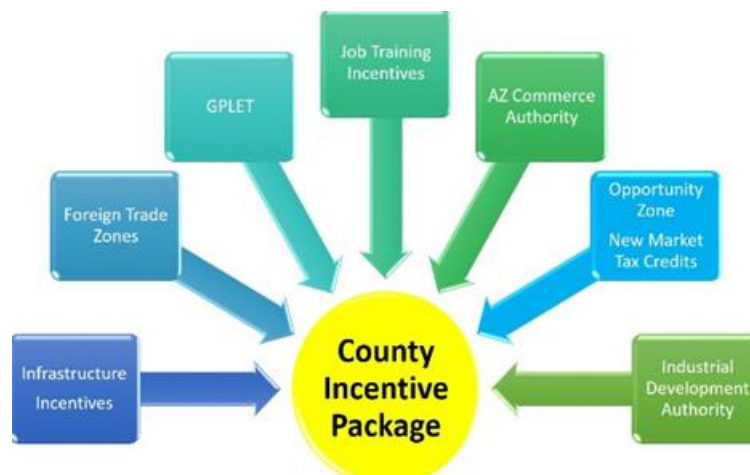 Job Training
Incentives
GPLET
AZ Commerce
Authority
Foreign Trade
Zones
Opportunity
Zone
New Market
Tax Credits
Infrastructure
Incentives
County
Incentive
Package
Industrial
Development
Authority